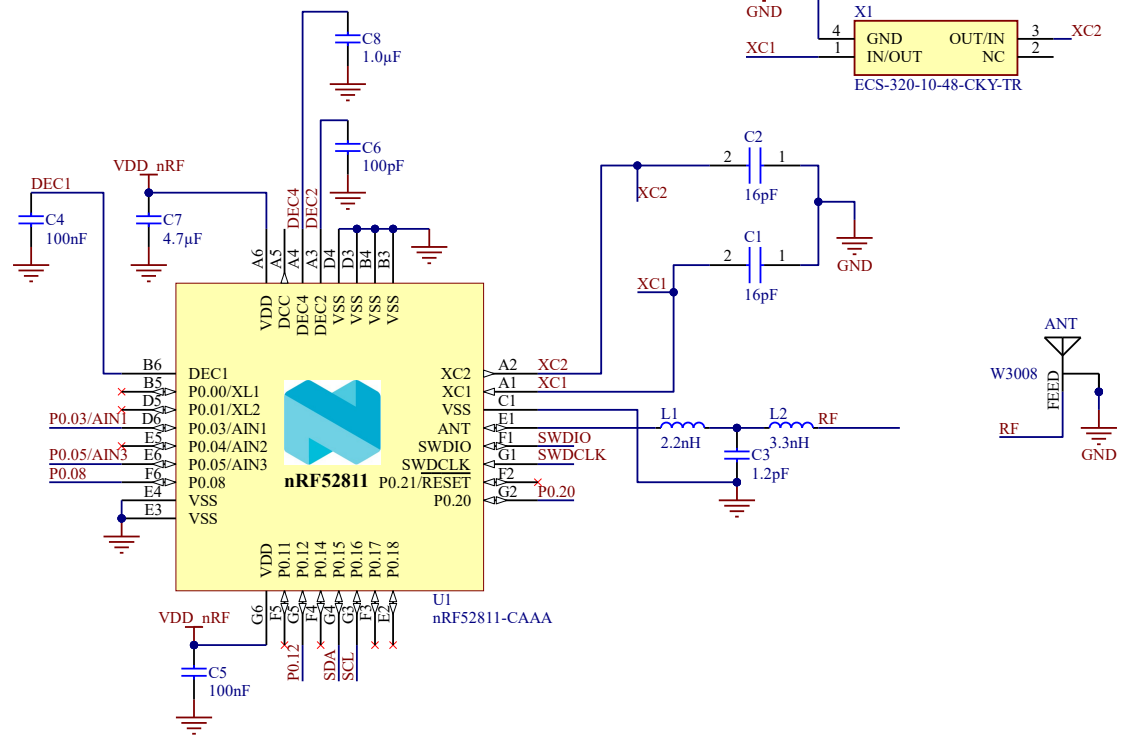 GND
X1
4 GND OUT/IN 3 XC2
XC1 1 IN/OUT NC 2
ECS-320-10-48-CKY-TR
C8
1.0µF
C6
100pF
VDD_nRF
DEC1
C4
100nF
C7
4.7µF
DEC4
DEC2
A6
A5
A4
A3
D4
D3
B4
B3
VDD
DCC
DEC4
DEC2
VSS
VSS
VSS
VSS
C2
2 1
16pF
XC2
C1
2 1
16pF
XC1
GND
B6 DEC1
B5 P0.00/XL1
D5 P0.01/XL2
P0.03/AIN1 D6 P0.03/AIN1
E5 P0.04/AIN2
P0.05/AIN3 E6 P0.05/AIN3
P0.08 F6 P0.08
E4 VSS
E3 VSS
nRF52811
XC2 A2 XC2
XC1 A1 XC1
VSS C1
ANT E1
SWDIO F1 SWDIO
SWDCLK G1 SWDCLK
P0.21/RESET F2
P0.20 G2 P0.20
L1
2.2nH
L2
3.3nH
RF
C3
1.2pF
ANT
W3008
FEED
RF
GND
VDD
P0.11
P0.12
P0.14
P0.15
P0.16
P0.17
P0.18
G6
F5
G5
F4
G4
G3
F3
E2
U1
nRF52811-CAAA
VDD_nRF
P0.12
SDA
SCL
C5
100nF